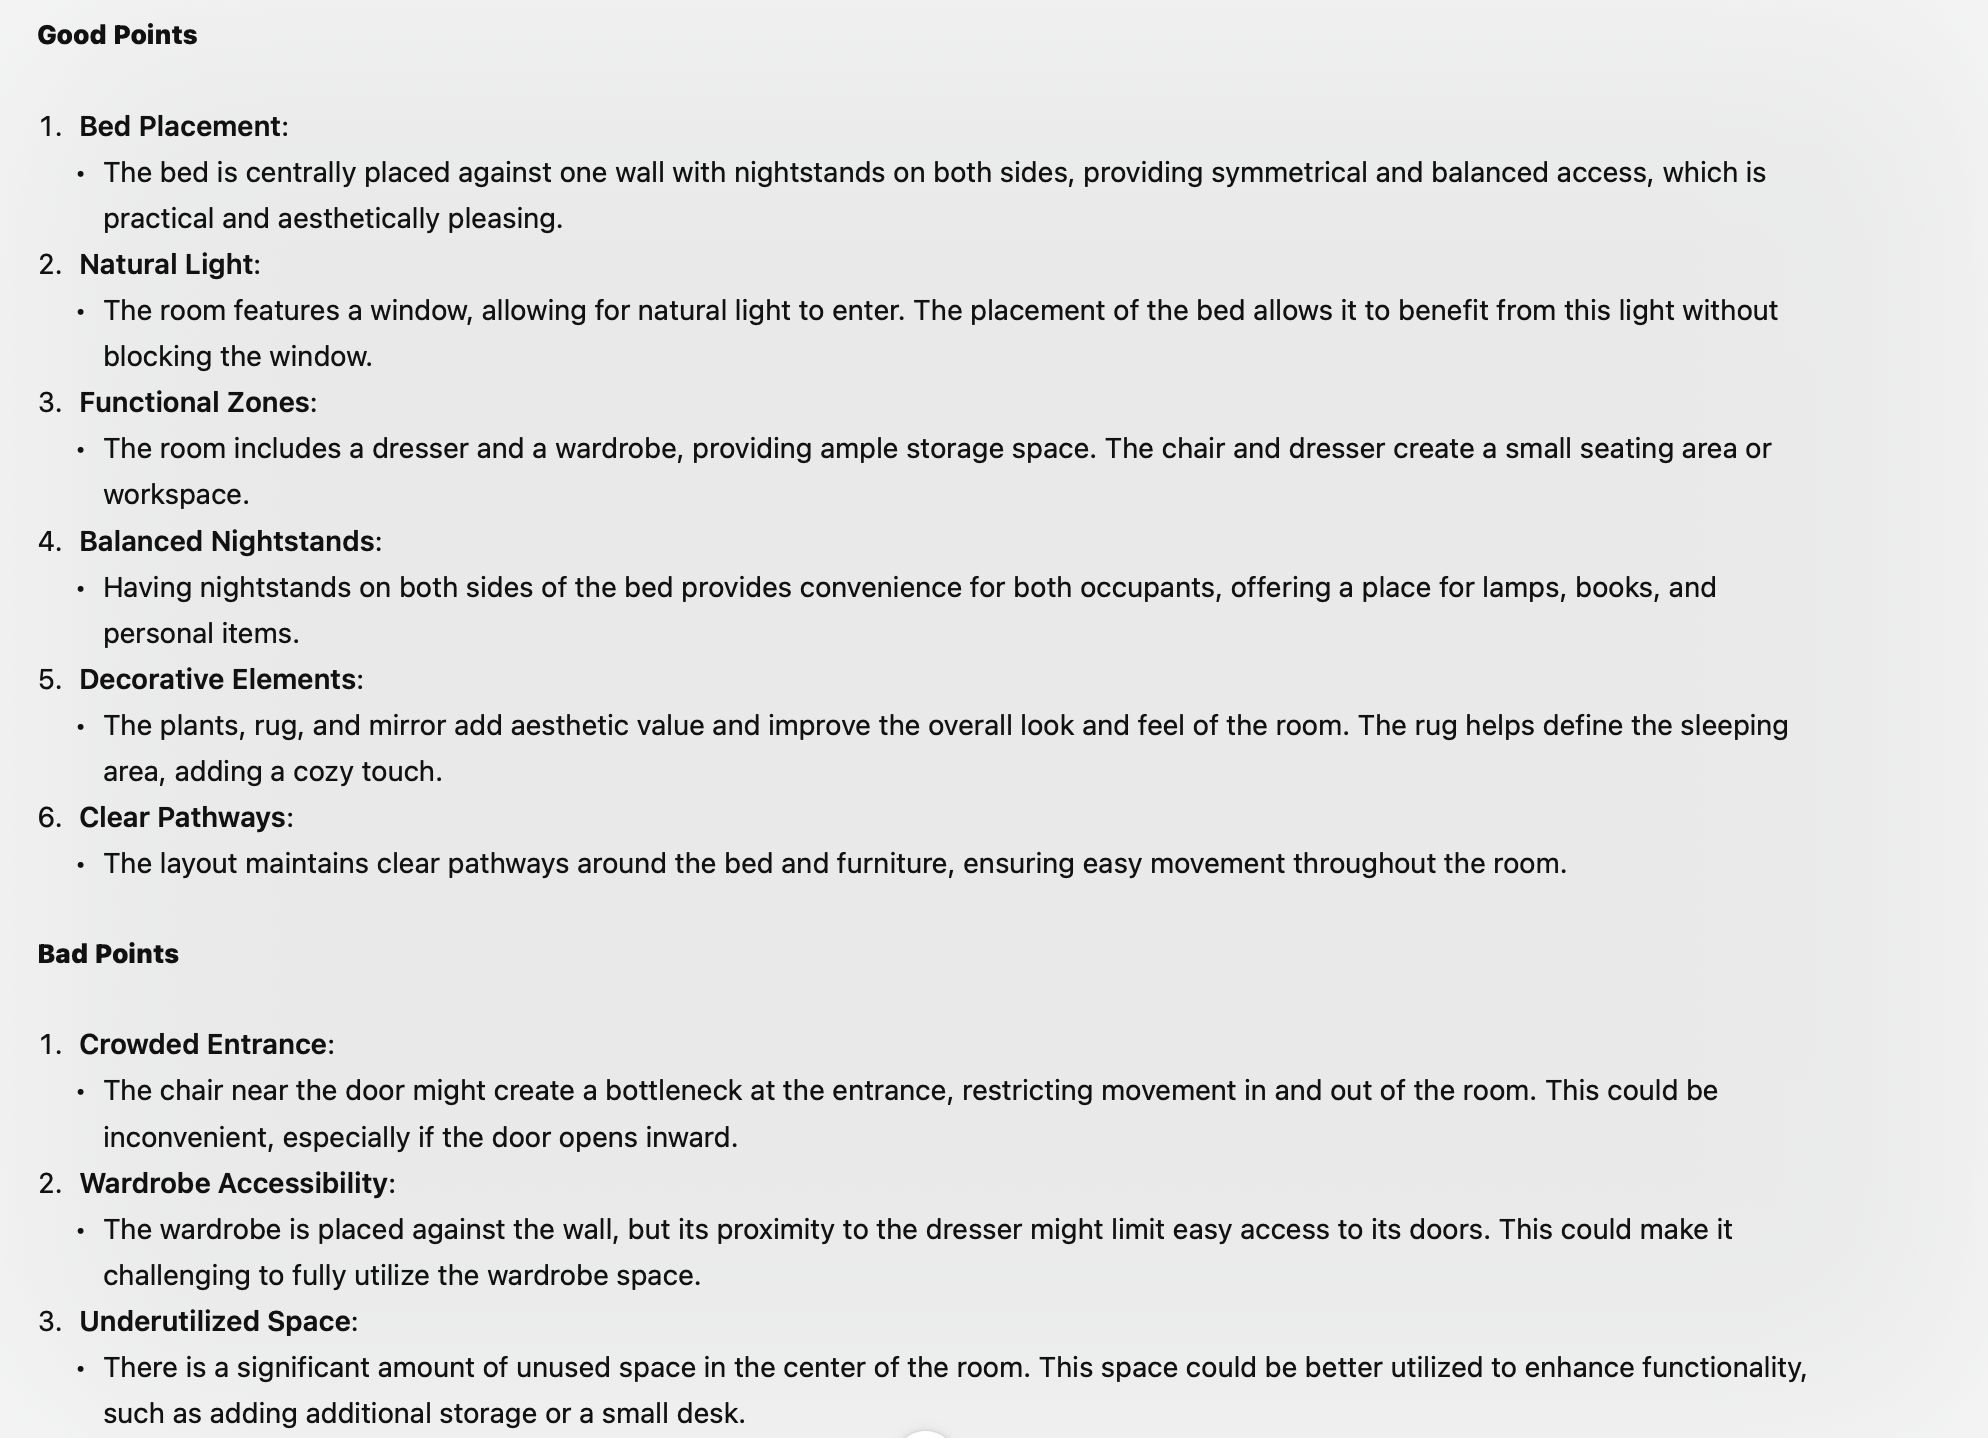 Good Points
1. Bed Placement:
• The bed is centrally placed against one wall with nightstands on both sides, providing symmetrical and balanced access, which is
practical and aesthetically pleasing.
2. Natural Light:
• The room features a window, allowing for natural light to enter. The placement of the bed allows it to benefit from this light without
blocking the window.
3. Functional Zones:
• The room includes a dresser and a wardrobe, providing ample storage space. The chair and dresser create a small seating area or
workspace.
4. Balanced Nightstands:
• Having nightstands on both sides of the bed provides convenience for both occupants, offering a place for lamps, books, and
personal items.
5. Decorative Elements:
• The plants, rug, and mirror add aesthetic value and improve the overall look and feel of the room. The rug helps define the sleeping
area, adding a cozy touch.
6. Clear Pathways:
• The layout maintains clear pathways around the bed and furniture, ensuring easy movement throughout the room.
Bad Points
1. Crowded Entrance:
• The chair near the door might create a bottleneck at the entrance, restricting movement in and out of the room. This could be
inconvenient, especially if the door opens inward.
2. Wardrobe Accessibility:
• The wardrobe is placed against the wall, but its proximity to the dresser might limit easy access to its doors. This could make it
challenging to fully utilize the wardrobe space.
3. Underutilized Space:
• There is a significant amount of unused space in the center of the room. This space could be better utilized to enhance functionality,
such as adding additional storage or a small desk.